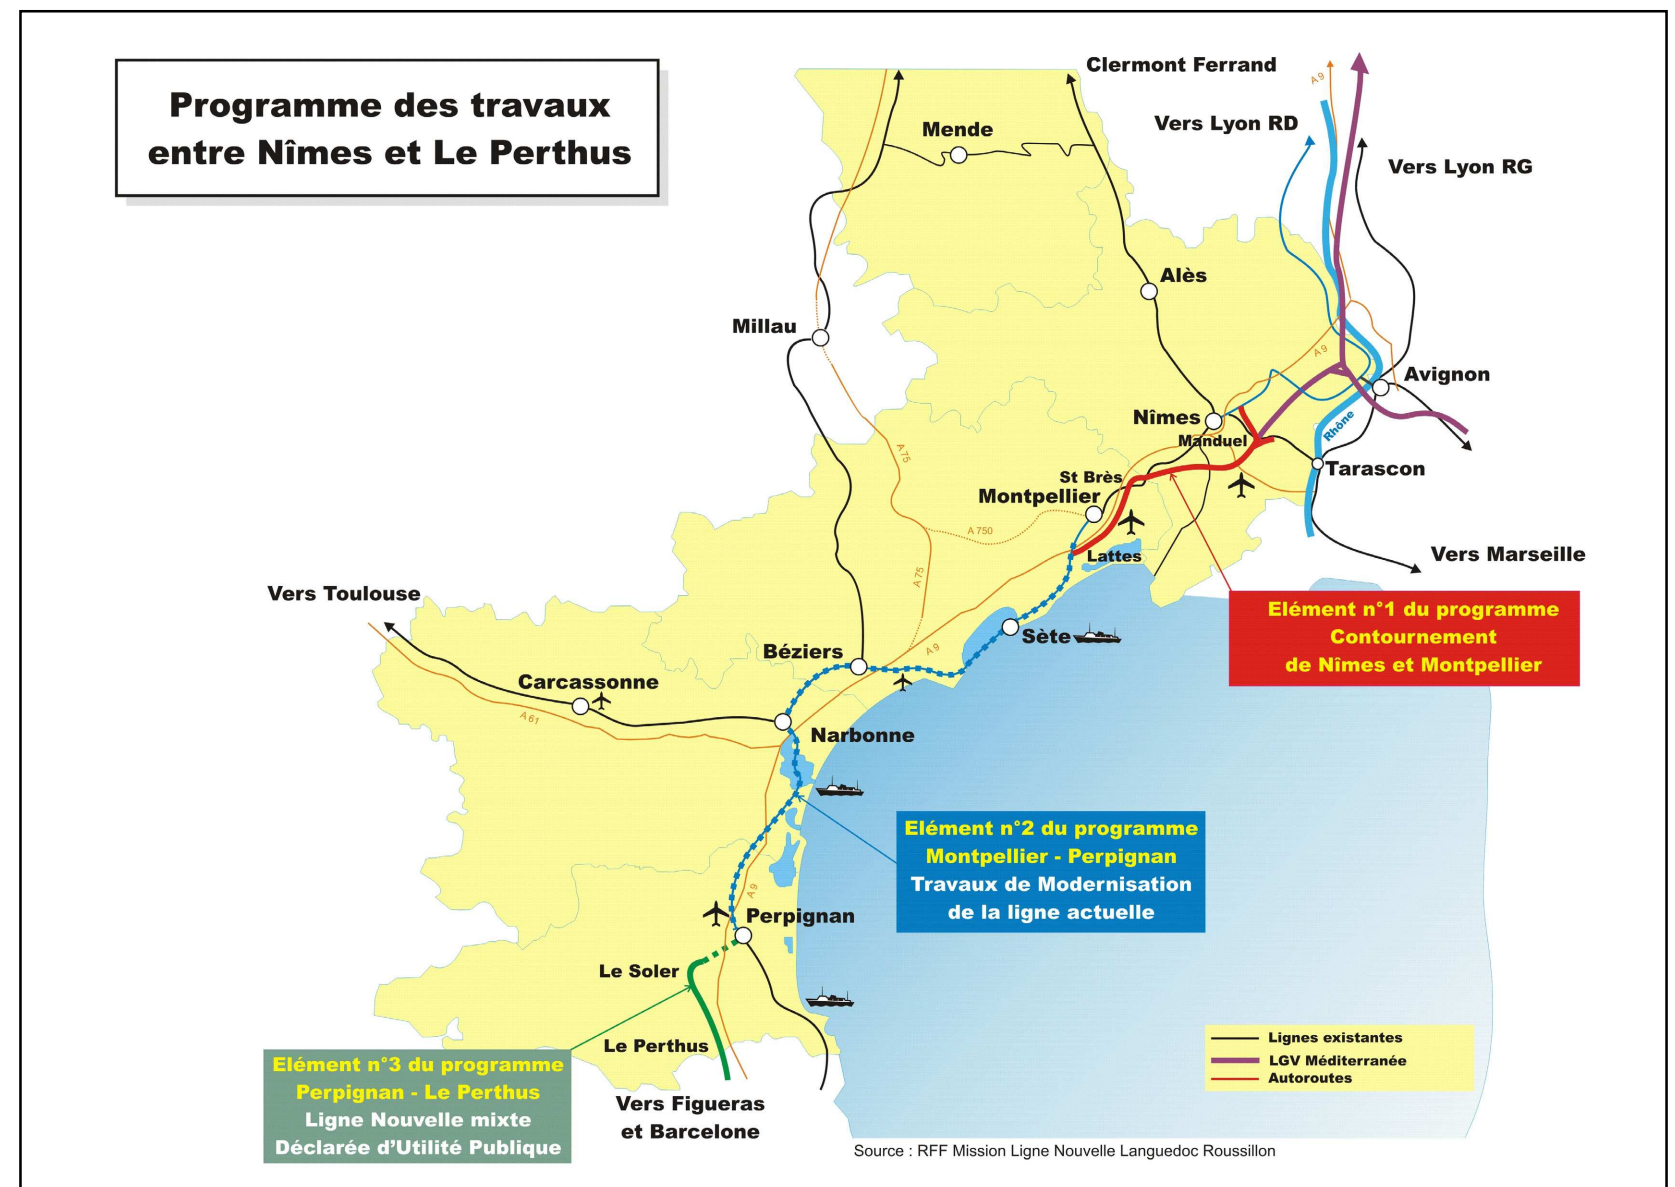 Programme des travaux
entre Nîmes et Le Perthus
Clermont Ferrand
A 9
Vers Lyon RD
Vers Lyon RG
Mende
Alès
Millau
A 9
Avignon
Nîmes
Rhône
Manduel
Tarascon
St Brès
Montpellier
A 75
A 750
Lattes
Vers Marseille
A 75
Vers Toulouse
Elément n°1 du programme
Contournement
de Nîmes et Montpellier
Sète
A 9
Béziers
Carcassonne
A 61
Narbonne
Elément n°2 du programme
Montpellier - Perpignan
Travaux de Modernisation
de la ligne actuelle
A 9
Perpignan
Le Soler
Le Perthus
Elément n°3 du programme
Perpignan - Le Perthus
Ligne Nouvelle mixte
Déclarée d’Utilité Publique
Vers Figueras
et Barcelone
Lignes existantes
LGV Méditerranée
Autoroutes
Source : RFF Mission Ligne Nouvelle Languedoc Roussillon